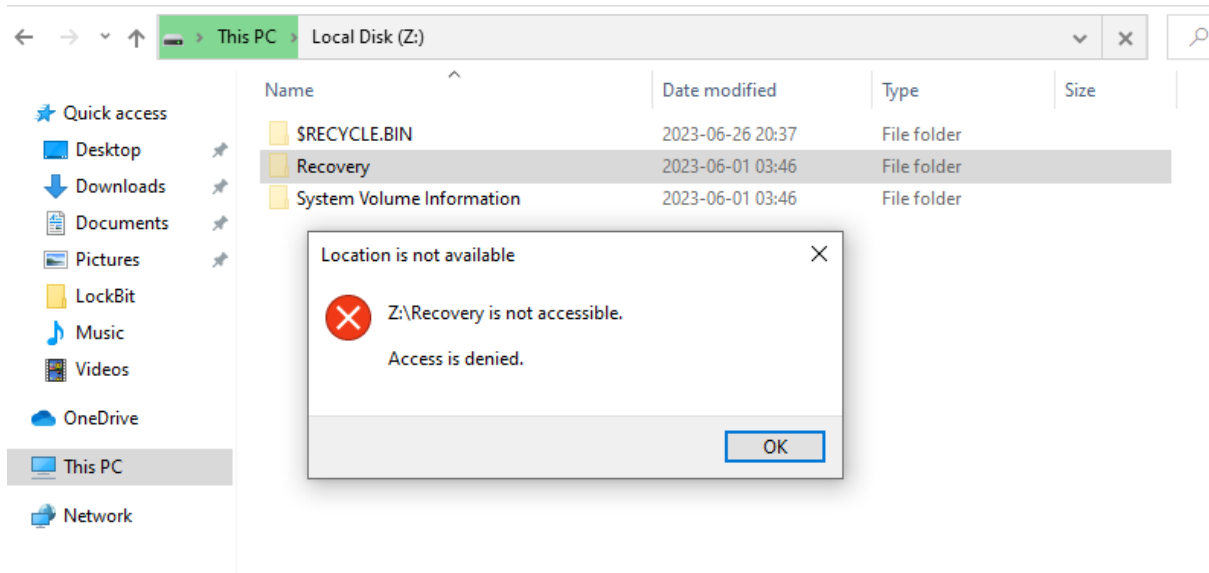 This PC > Local Disk (Z:)
Name Date modified Type Size
Quick access
Desktop
Downloads
Documents
Pictures
LockBit
Music
Videos
OneDrive
This PC
Network
$RECYCLE.BIN 2023-06-26 20:37 File folder
Recovery 2023-06-01 03:46 File folder
System Volume Information 2023-06-01 03:46 File folder
Location is not available
Z:\Recovery is not accessible.
Access is denied.
OK